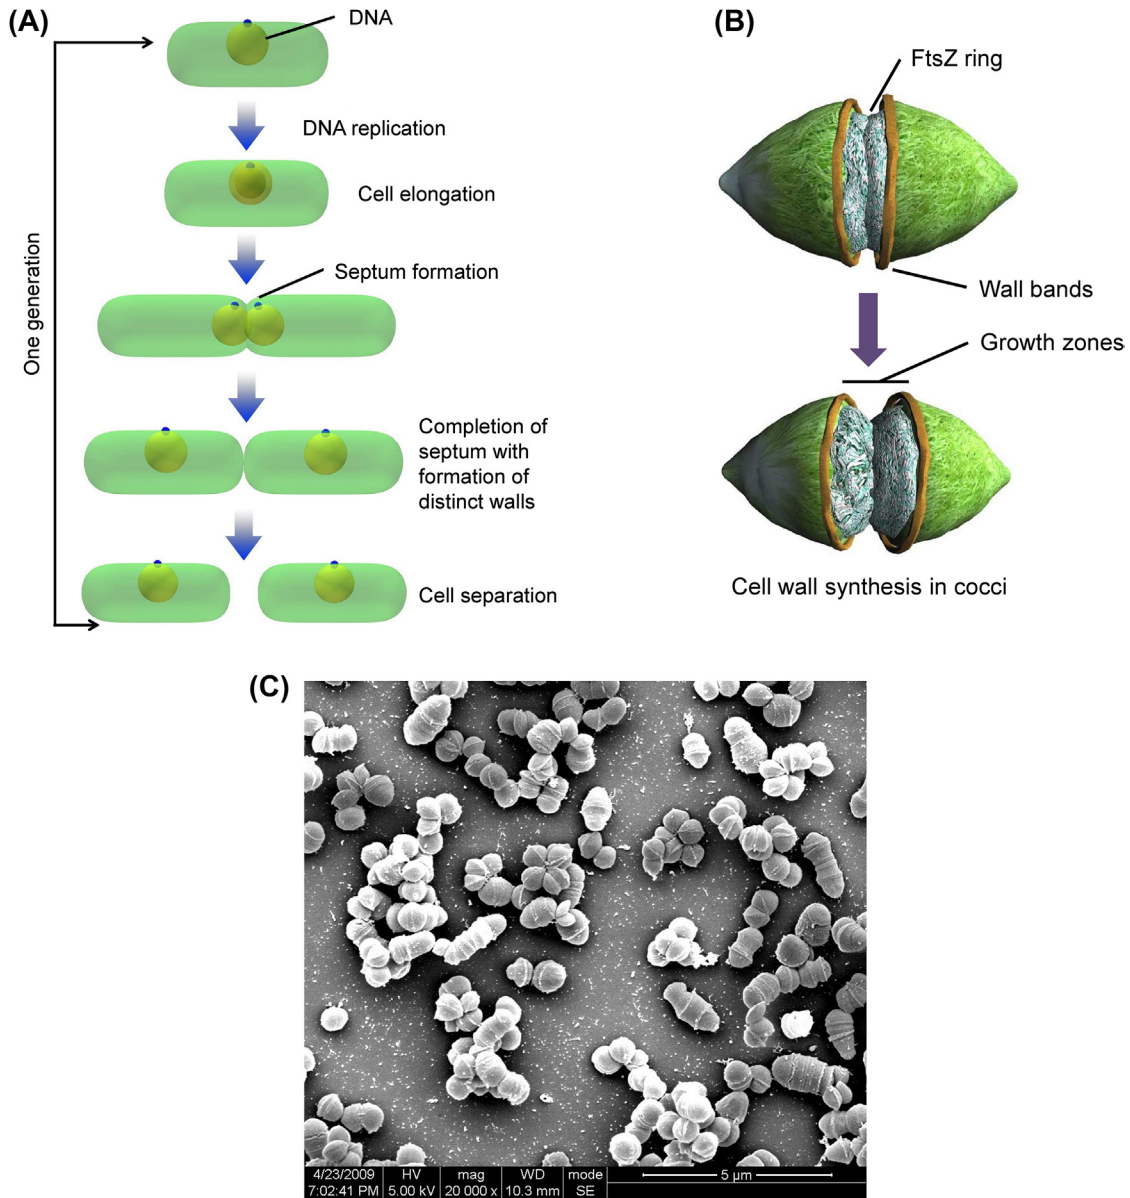 (A)
DNA
DNA replication
Cell elongation
Septum formation
One generation
Completion of
septum with
formation of
distinct walls
Cell separation
(B)
FtsZ ring
Wall bands
Growth zones
Cell wall synthesis in cocci
(C)
4/23/2009 HV mag WD mode 5 µm
7:02:41 PM 5.00 kV 20 000 x 10.3 mm SE